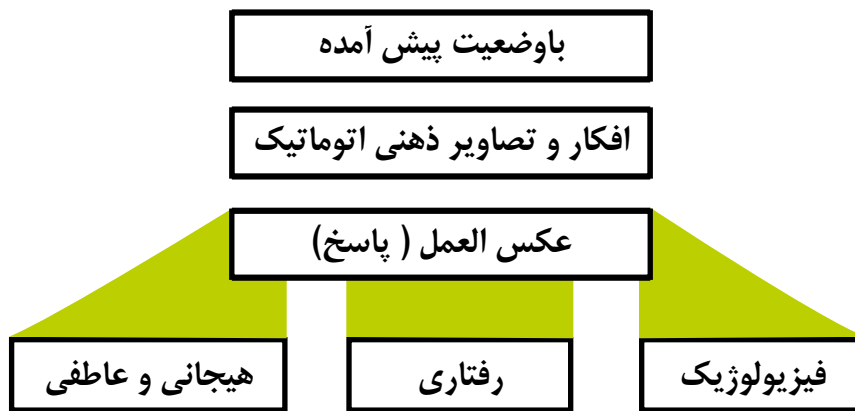 باوضعیت پیش آمده
افکار و تصاویر ذهنی اتوماتیک
عکس العمل ( پاسخ)
فیزیولوژیک
رفتاری
هیجانی و عاطفی